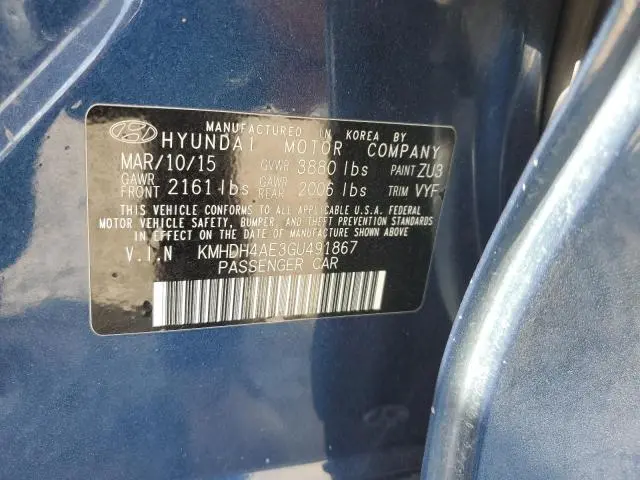 MANUFACTURED IN KOREA BY
HYUNDAI MOTOR COMPANY
MAR/10/15 GVWR 3880 lbs PAINT ZU3
GAWR FRONT 2161 lbs GAWR REAR 2006 lbs TRIM VYF
THIS VEHICLE CONFORMS TO ALL APPLICABLE U.S.A. FEDERAL
MOTOR VEHICLE SAFETY, BUMPER, AND THEFT PREVENTION STANDARDS
IN EFFECT ON THE DATE OF MANUFACTURE SHOWN ABOVE.
V.I.N KMHDH4AE3GU491867
PASSENGER CAR